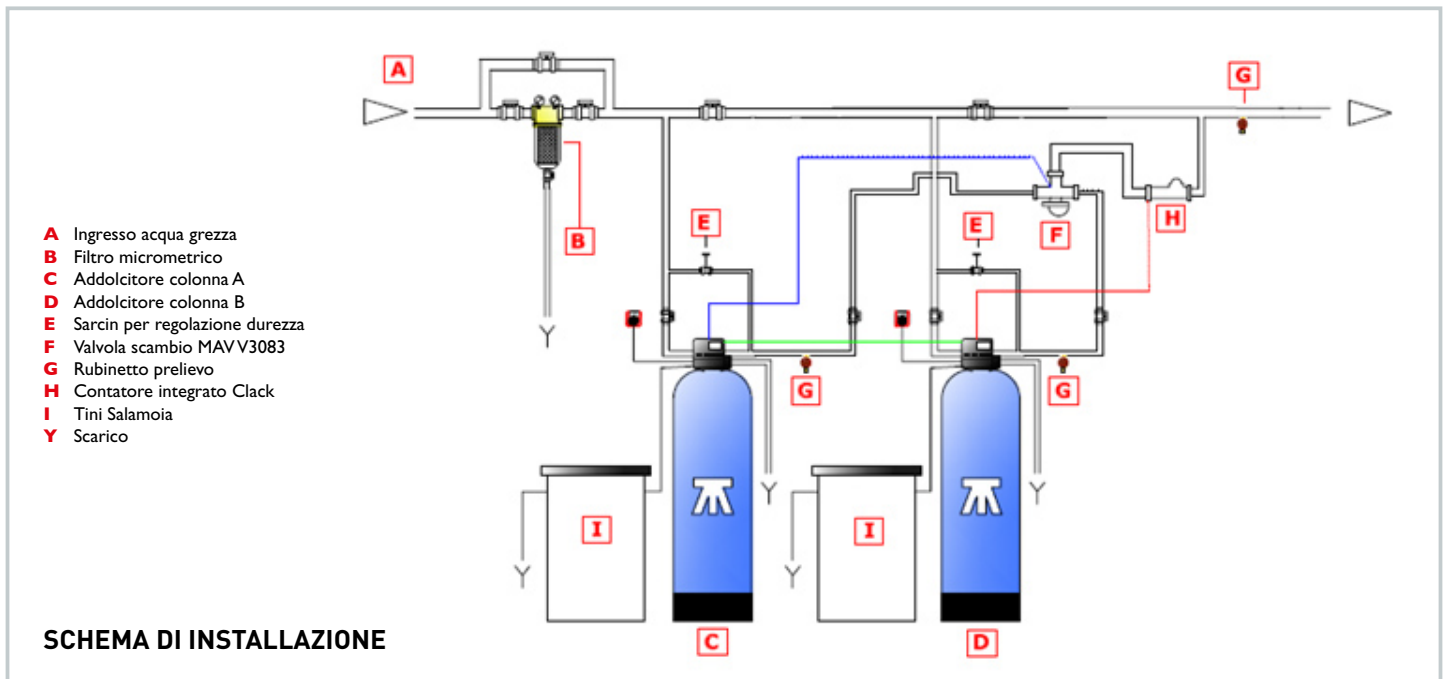 A
G
E
B
E
F
H
A Ingresso acqua grezza
B Filtro micrometrico
C Addolcitore colonna A
D Addolcitore colonna B
E Sarcin per regolazione durezza
F Valvola scambio MAV V3083
G Rubinetto prelievo
H Contatore integrato Clack
I Tini Salamoia
Y Scarico
Y
G
G
I
Y
I
Y
Y
Y
SCHEMA DI INSTALLAZIONE
C
D